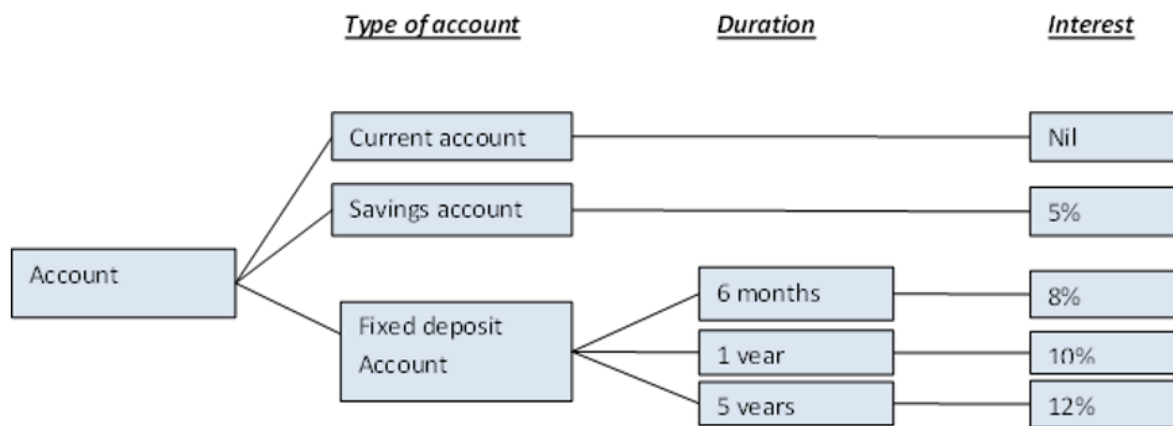 Type of account Duration Interest
Current account Nil
Savings account 5%
Account
6 months 8%
Fixed deposit
Account
1 year 10%
5 years 12%